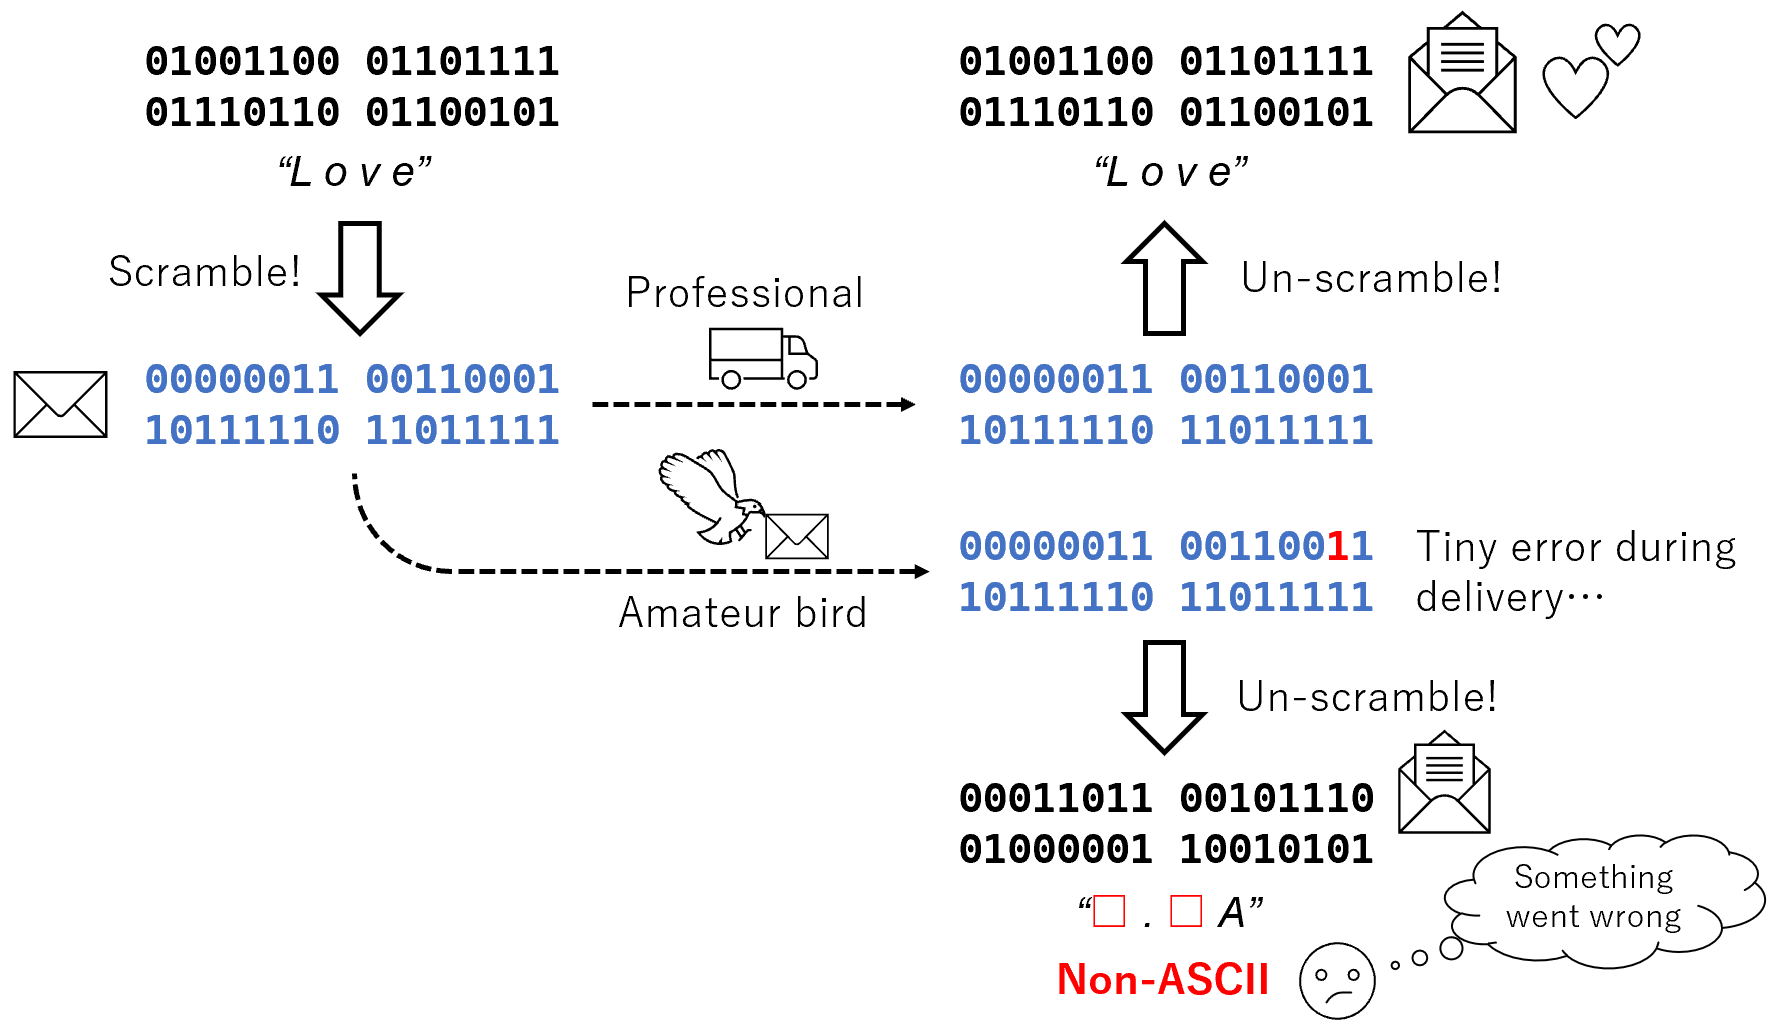 01001100 01101111
01110110 01100101
“L o v e”
Scramble!
00000011 00110001
10111110 11011111
Professional
Amateur bird
01001100 01101111
01110110 01100101
“L o v e”
Un-scramble!
00000011 00110001
10111110 11011111
00000011 00110011
10111110 11011111
Tiny error during
delivery…
Un-scramble!
00011011 00101110
01000001 10010101
“□ . □ A”
Non-ASCII
Something
went wrong